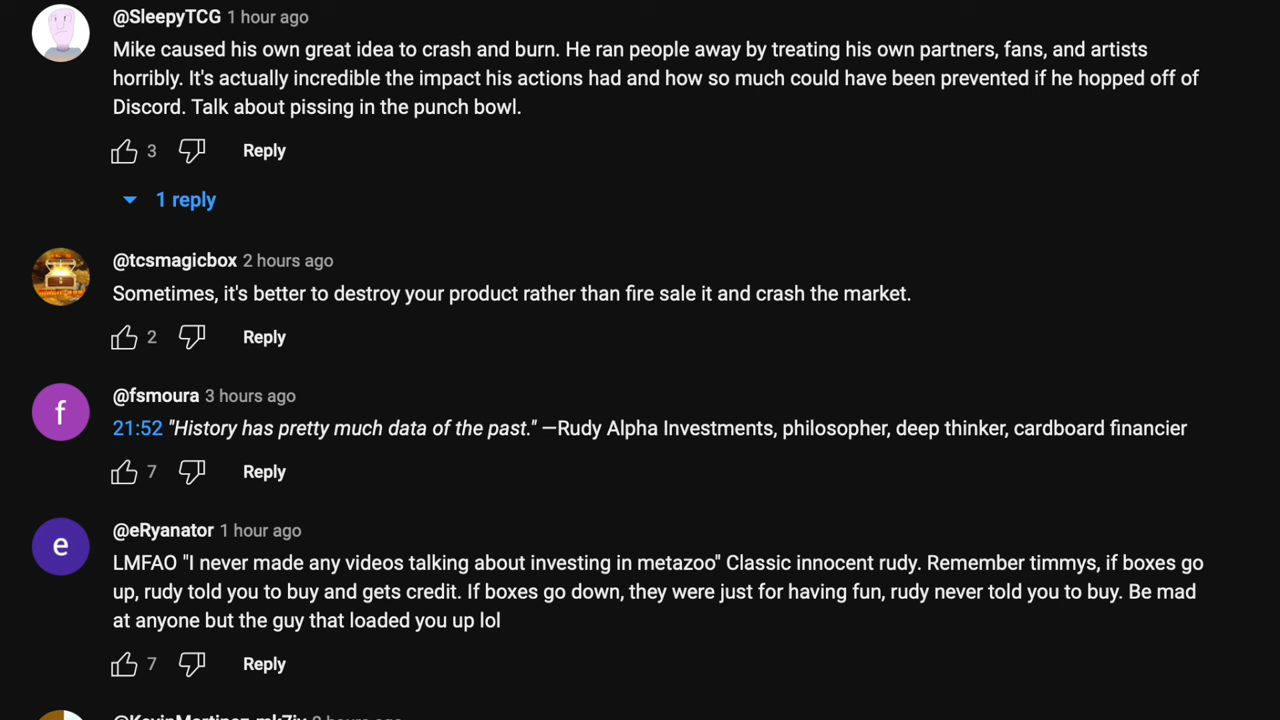 @SleepyTCG 1 hour ago
Mike caused his own great idea to crash and burn. He ran people away by treating his own partners, fans, and artists
horribly. It's actually incredible the impact his actions had and how so much could have been prevented if he hopped off of
Discord. Talk about pissing in the punch bowl.
3 Reply
1 reply
@tcsmagicbox 2 hours ago
Sometimes, it's better to destroy your product rather than fire sale it and crash the market.
2 Reply
f
@fsmoura 3 hours ago
21:52 "History has pretty much data of the past." —Rudy Alpha Investments, philosopher, deep thinker, cardboard financier
7 Reply
e
@eRyanator 1 hour ago
LMFAO "I never made any videos talking about investing in metazoo" Classic innocent rudy. Remember timmys, if boxes go
up, rudy told you to buy and gets credit. If boxes go down, they were just for having fun, rudy never told you to buy. Be mad
at anyone but the guy that loaded you up lol
7 Reply